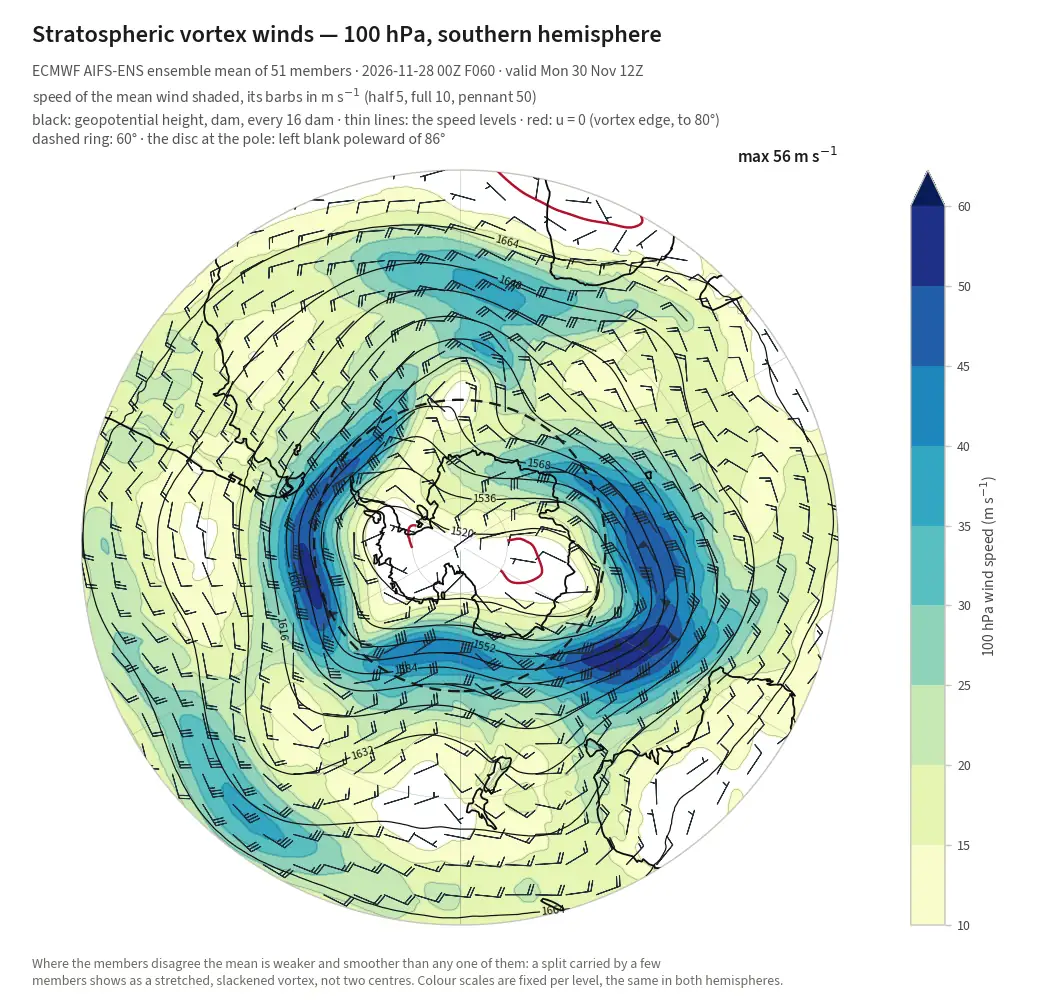 Stratospheric vortex winds — 100 hPa, southern hemisphere
ECMWF AIFS-ENS ensemble mean of 51 members · 2026-11-28 00Z F060 · valid Mon 30 Nov 12Z
speed of the mean wind shaded, its barbs in m s⁻¹ (half 5, full 10, pennant 50)
black: geopotential height, dam, every 16 dam · thin lines: the speed levels · red: u = 0 (vortex edge, to 80°)
dashed ring: 60° · the disc at the pole: left blank poleward of 86°
max 56 m s⁻¹
1664
1648
1568
1536
1520
1600
1616
1552
1584
1632
1664
60
50
45
40
35
30
25
20
15
10
100 hPa wind speed (m s⁻¹)
Where the members disagree the mean is weaker and smoother than any one of them: a split carried by a few
members shows as a stretched, slackened vortex, not two centres. Colour scales are fixed per level, the same in both hemispheres.